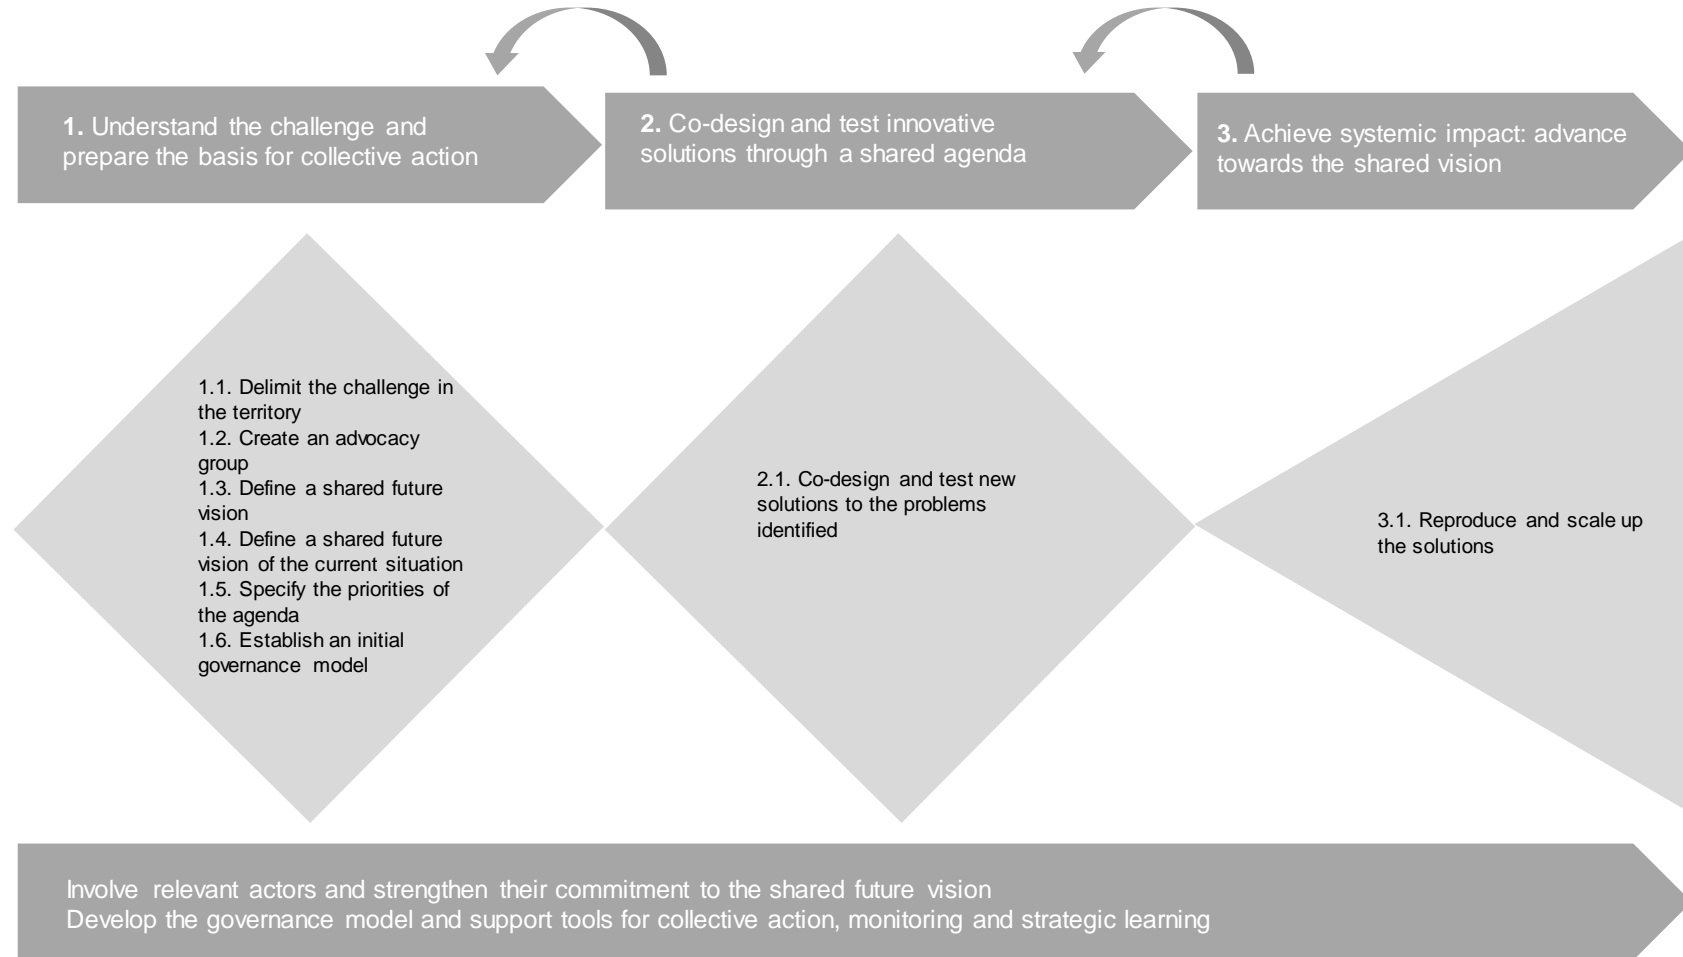 1. Understand the challenge and
prepare the basis for collective action
2. Co-design and test innovative
solutions through a shared agenda
3. Achieve systemic impact: advance
towards the shared vision
1.1. Delimit the challenge in
the territory
1.2. Create an advocacy
group
1.3. Define a shared future
vision
1.4. Define a shared future
vision of the current situation
1.5. Specify the priorities of
the agenda
1.6. Establish an initial
governance model
2.1. Co-design and test new
solutions to the problems
identified
3.1. Reproduce and scale up
the solutions
Involve relevant actors and strengthen their commitment to the shared future vision
Develop the governance model and support tools for collective action, monitoring and strategic learning